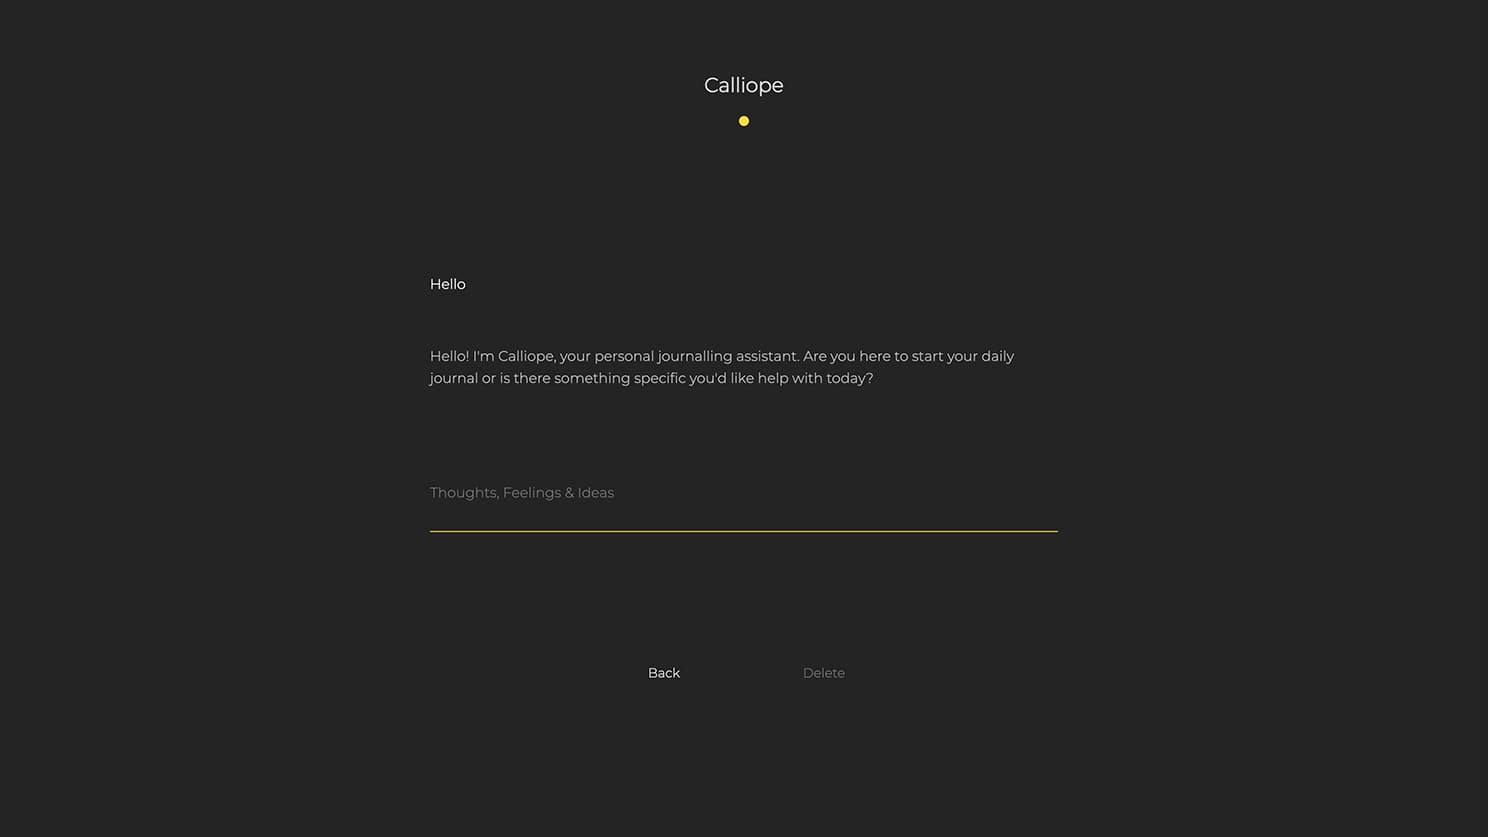 Calliope
Hello
Hello! I'm Calliope, your personal journalling assistant. Are you here to start your daily
journal or is there something specific you'd like help with today?
Thoughts, Feelings & Ideas
Back
Delete